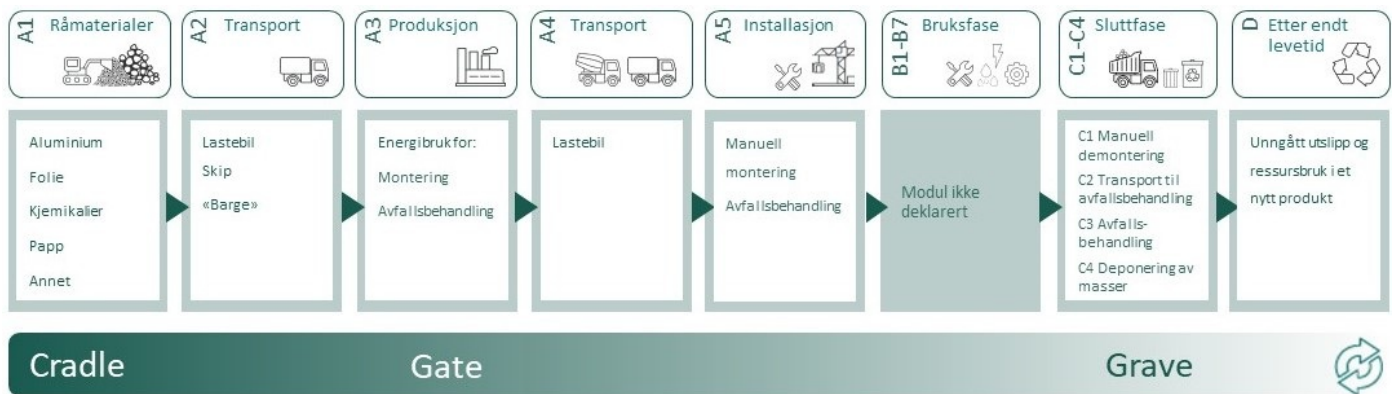 A1 Råmaterialer
A2 Transport
A3 Produksjon
A4 Transport
A5 Installasjon
B1-B7 Bruksfase
C1-C4 Sluttfase
D Etter endt
levetid
Aluminium
Folie
Kjemikalier
Papp
Annet
Lastebil
Skip
«Barge»
Energibruk for:
Montering
Avfallsbehandling
Lastebil
Manuell
montering
Avfallsbehandling
Modul ikke
deklarert
C1 Manuell
demontering
C2 Transport til
avfallsbehandling
C3 Avfalls-
behandling
C4 Deponering av
masser
Unngått utslipp og
ressursbruk i et
nytt produkt
Cradle
Gate
Grave